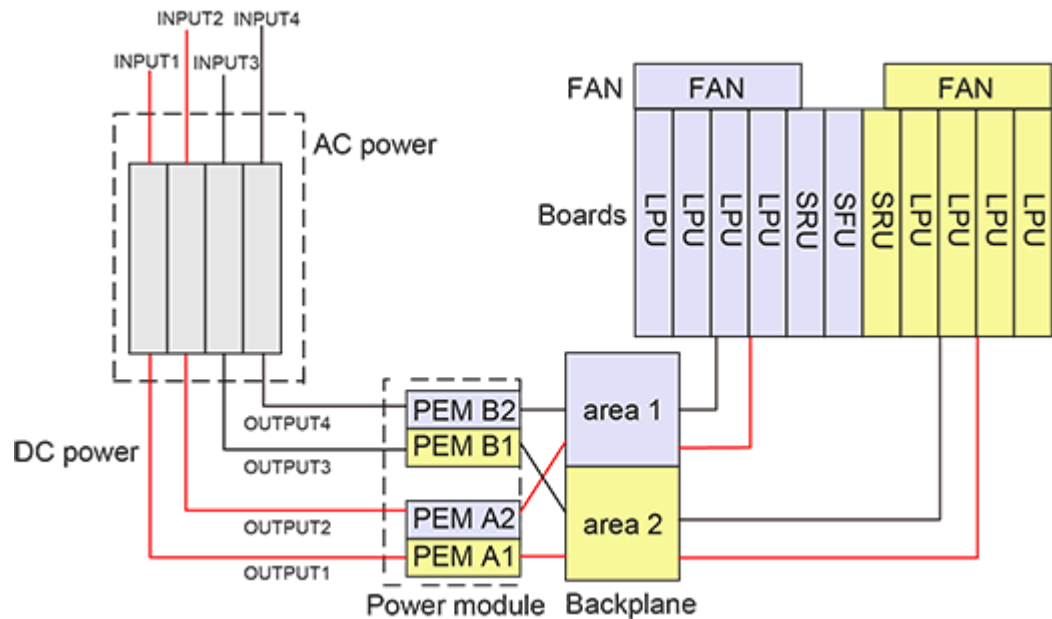 INPUT2 INPUT4
INPUT1 INPUT3
AC power
FAN FAN FAN
Boards LPU LPU LPU LPU SRU SFU SRU LPU LPU LPU LPU
DC power
OUTPUT4
OUTPUT3
OUTPUT2
OUTPUT1
PEM B2
PEM B1
PEM A2
PEM A1
Power module
area 1
area 2
Backplane